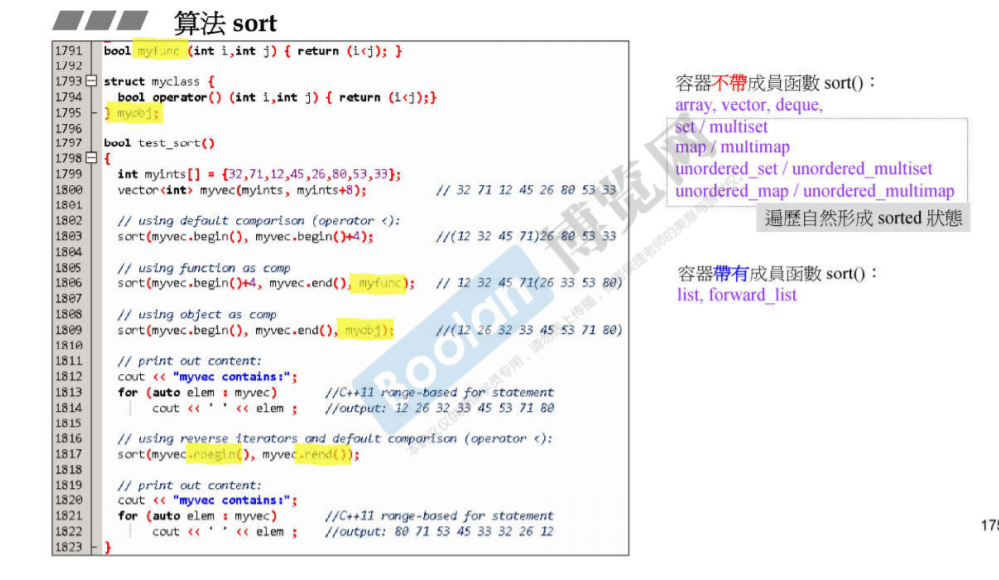 算法 sort
1791 bool myfunc (int i,int j) { return (i<j); }
1792
1793 struct myclass {
1794 bool operator() (int i,int j) { return (i<j);}
1795 } myobj;
1796
1797 bool test_sort()
1798 {
1799 int myints[] = {32,71,12,45,26,80,53,33};
1800 vector<int> myvec(myints, myints+8); // 32 71 12 45 26 80 53 33
1801
1802 // using default comparison (operator <):
1803 sort(myvec.begin(), myvec.begin()+4); //(12 32 45 71)26 80 53 33
1804
1805 // using function as comp
1806 sort(myvec.begin()+4, myvec.end(), myfunc); // 12 32 45 71(26 33 53 80)
1807
1808 // using object as comp
1809 sort(myvec.begin(), myvec.end(), myobj); //(12 26 32 33 45 53 71 80)
1810
1811 // print out content:
1812 cout << "myvec contains:";
1813 for (auto elem : myvec) //C++11 range-based for statement
1814 cout << ' ' << elem ; //output: 12 26 32 33 45 53 71 80
1815
1816 // using reverse iterators and default comparison (operator <):
1817 sort(myvec.rbegin(), myvec.rend());
1818
1819 // print out content:
1820 cout << "myvec contains:";
1821 for (auto elem : myvec) //C++11 range-based for statement
1822 cout << ' ' << elem ; //output: 80 71 53 45 33 32 26 12
1823 }
容器不帶成員函數 sort()：
array, vector, deque,
set / multiset
map / multimap
unordered_set / unordered_multiset
unordered_map / unordered_multimap
遍歷自然形成 sorted 狀態
容器帶有成員函數 sort()：
list, forward_list
Boolan
博览网
175